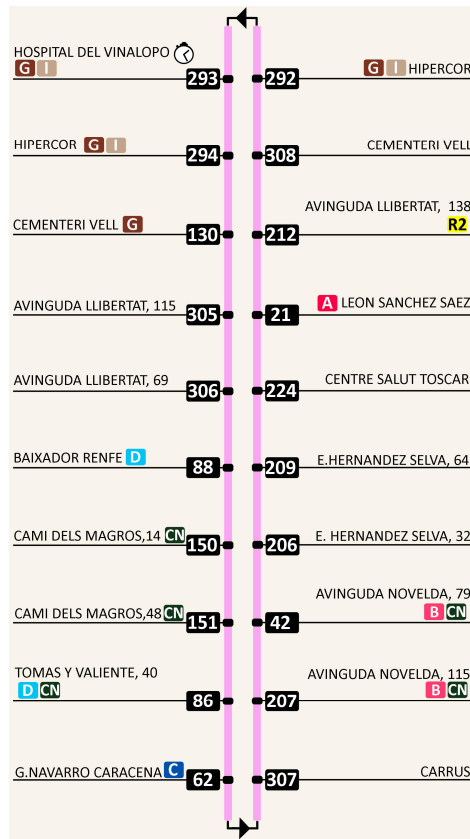 HOSPITAL DEL VINALOPO
G I
293
HIPERCOR G I
294
CEMENTERI VELL G
130
AVINGUDA LLIBERTAT, 115
305
AVINGUDA LLIBERTAT, 69
306
BAIXADOR RENFE D
88
CAMI DELS MAGROS,14 CN
150
CAMI DELS MAGROS,48 CN
151
TOMAS Y VALIENTE, 40
D CN
86
G.NAVARRO CARACENA C
62
G I HIPERCOR
292
CEMENTERI VELL
308
AVINGUDA LLIBERTAT, 138
R2
212
A LEON SANCHEZ SAEZ
21
CENTRE SALUT TOSCAR
224
E.HERNANDEZ SELVA, 64
209
E. HERNANDEZ SELVA, 32
206
AVINGUDA NOVELDA, 79
B CN
42
AVINGUDA NOVELDA, 115
B CN
207
CARRUS
307